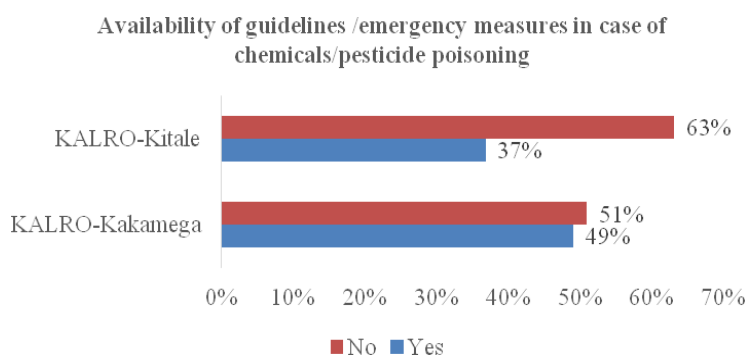 Availability of guidelines /emergency measures in case of
chemicals/pesticide poisoning
KALRO-Kitale
63%
37%
KALRO-Kakamega
51%
49%
0% 10% 20% 30% 40% 50% 60% 70%
No Yes